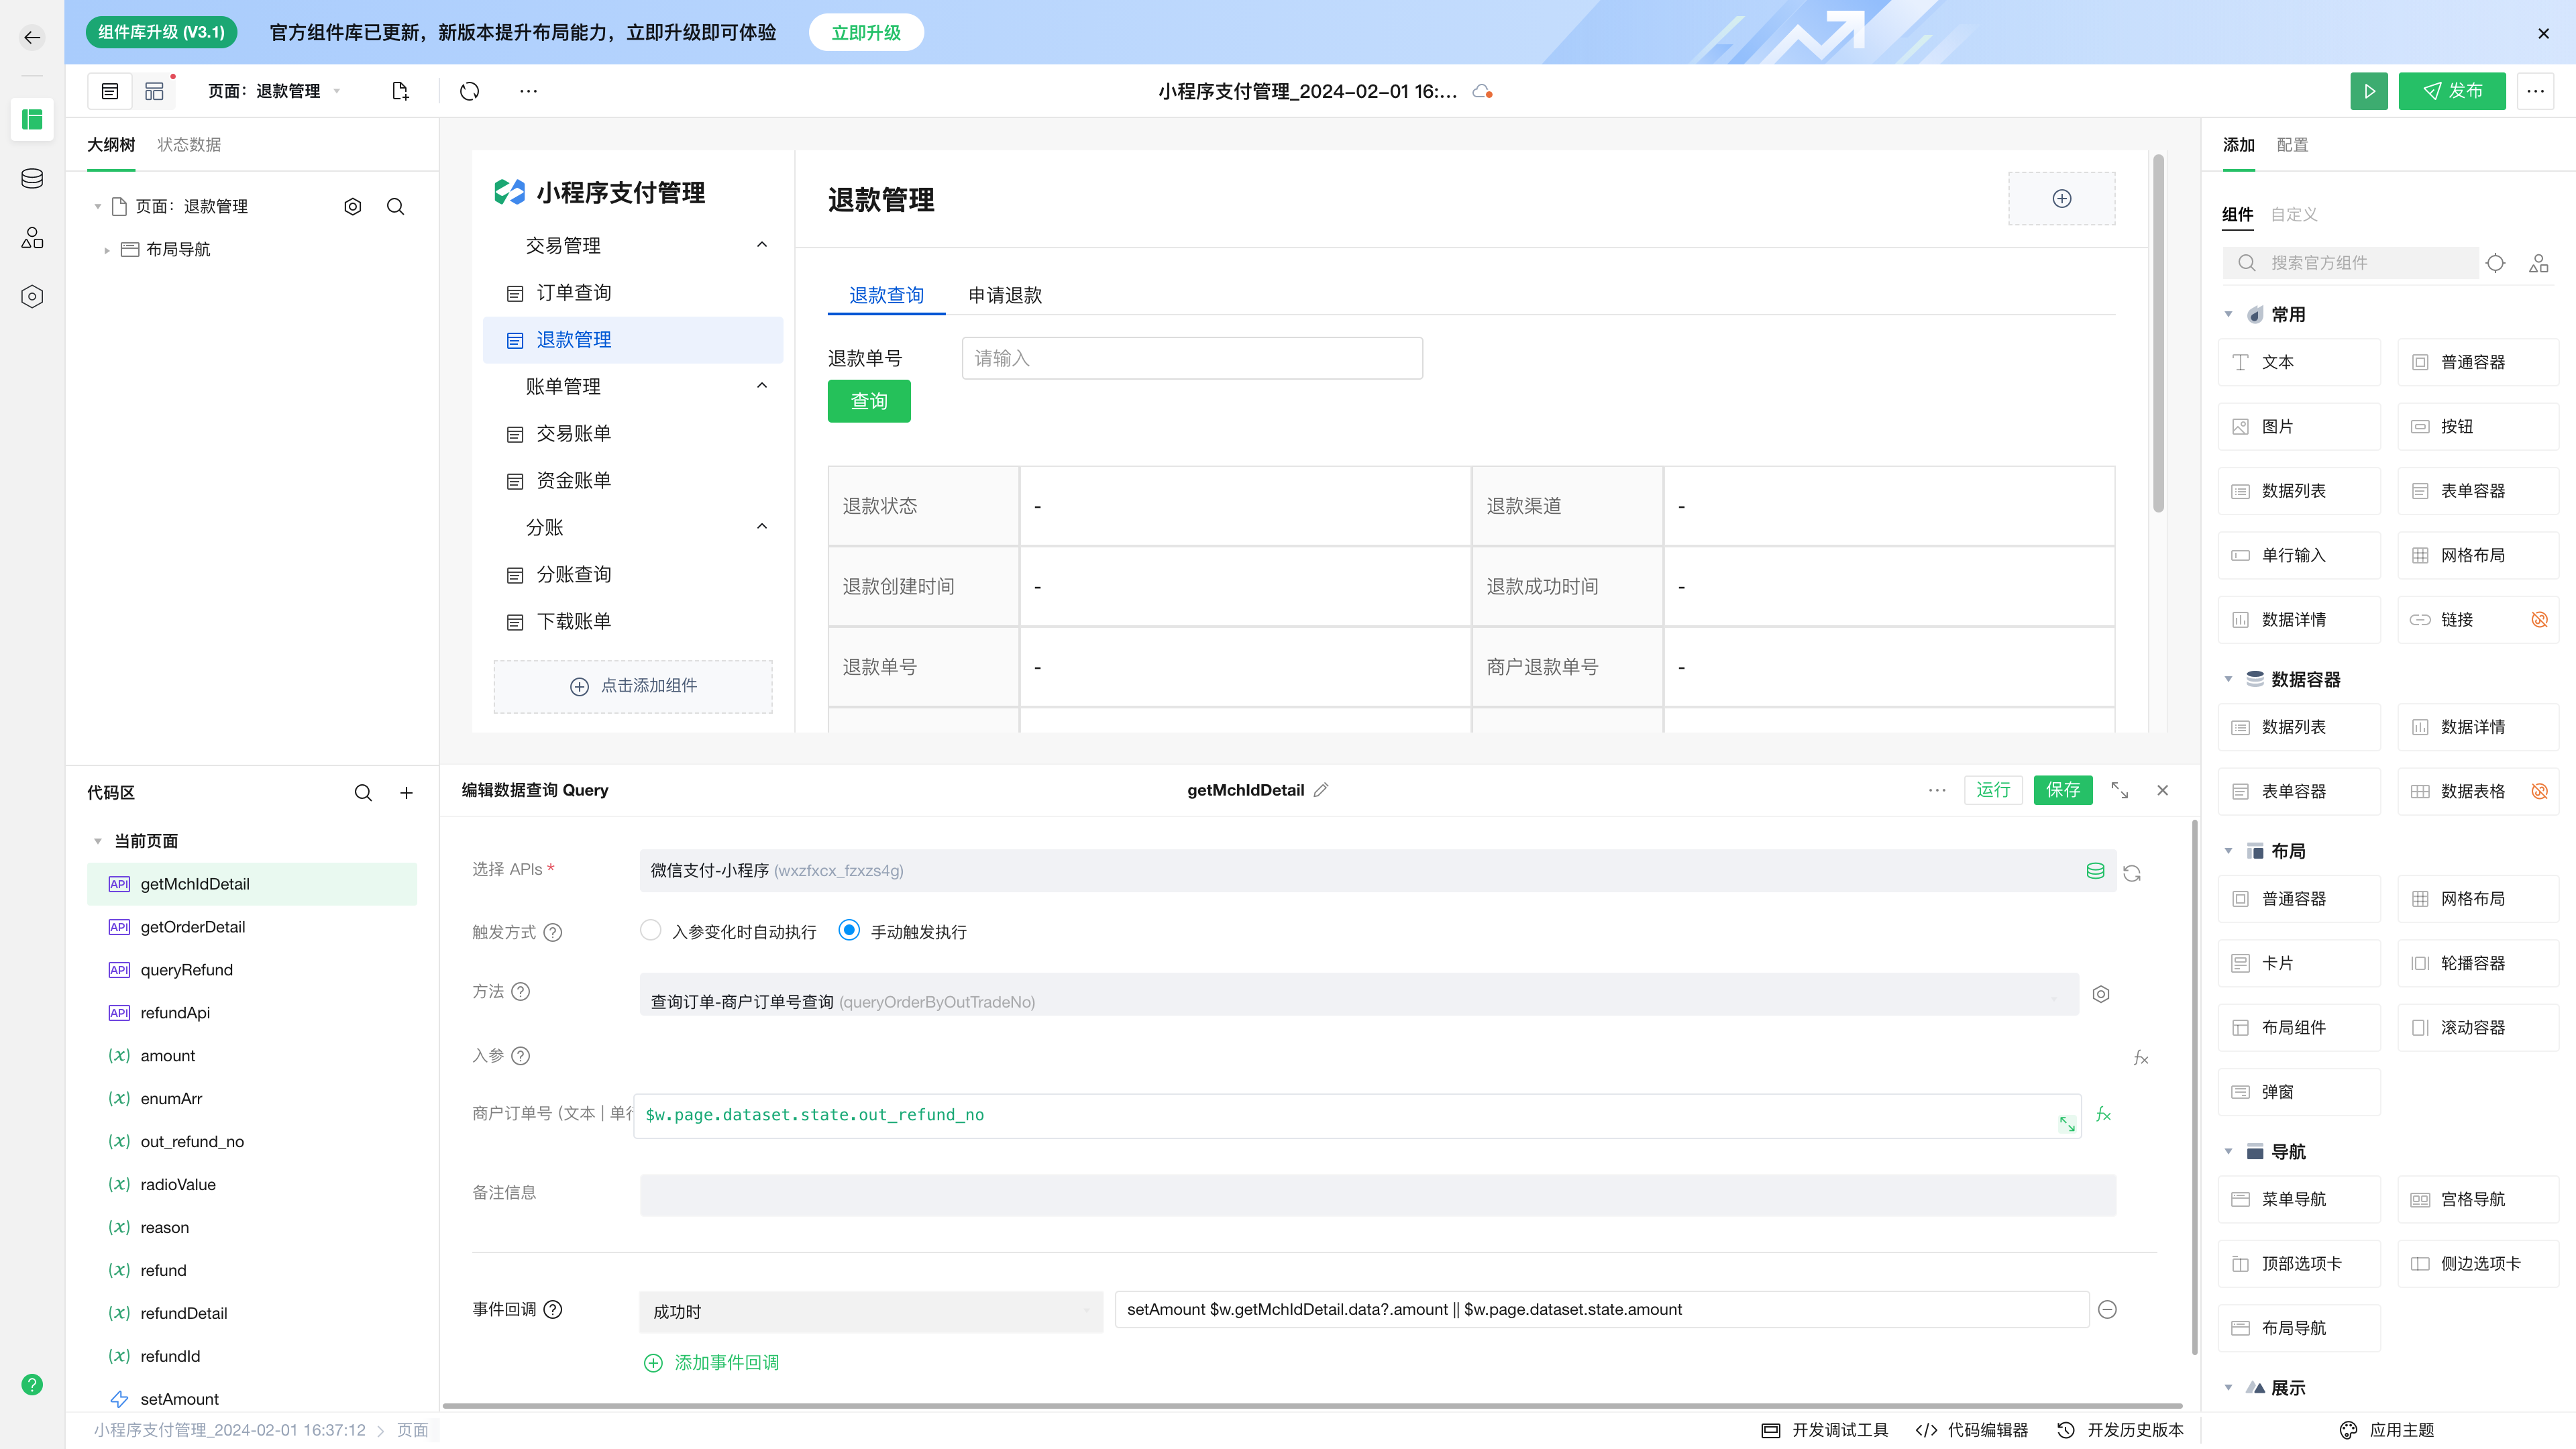 组件库升级 (V3.1)
官方组件库已更新，新版本提升布局能力，立即升级即可体验
立即升级
页面：退款管理
小程序支付管理_2024-02-01 16:...
发布
大纲树
状态数据
页面：退款管理
布局导航
小程序支付管理
交易管理
订单查询
退款管理
账单管理
交易账单
资金账单
分账
分账查询
下载账单
点击添加组件
退款管理
退款查询
申请退款
退款单号
请输入
查询
退款状态
-
退款渠道
-
退款创建时间
-
退款成功时间
-
退款单号
-
商户退款单号
-
代码区
当前页面
API getMchIdDetail
API getOrderDetail
API queryRefund
API refundApi
(x) amount
(x) enumArr
(x) out_refund_no
(x) radioValue
(x) reason
(x) refund
(x) refundDetail
(x) refundId
setAmount
编辑数据查询 Query
getMchIdDetail
运行
保存
选择 APIs *
微信支付-小程序 (wxzfxcx_fzxzs4g)
触发方式
入参变化时自动执行
手动触发执行
方法
查询订单-商户订单号查询 (queryOrderByOutTradeNo)
入参
fx
商户订单号 (文本 | 单行
$w.page.dataset.state.out_refund_no
fx
备注信息
事件回调
成功时
setAmount $w.getMchIdDetail.data?.amount || $w.page.dataset.state.amount
添加事件回调
小程序支付管理_2024-02-01 16:37:12
页面
开发调试工具
代码编辑器
开发历史版本
应用主题
添加
配置
组件
自定义
搜索官方组件
常用
文本
普通容器
图片
按钮
数据列表
表单容器
单行输入
网格布局
数据详情
链接
数据容器
数据列表
数据详情
表单容器
数据表格
布局
普通容器
网格布局
卡片
轮播容器
布局组件
滚动容器
弹窗
导航
菜单导航
宫格导航
顶部选项卡
侧边选项卡
布局导航
展示